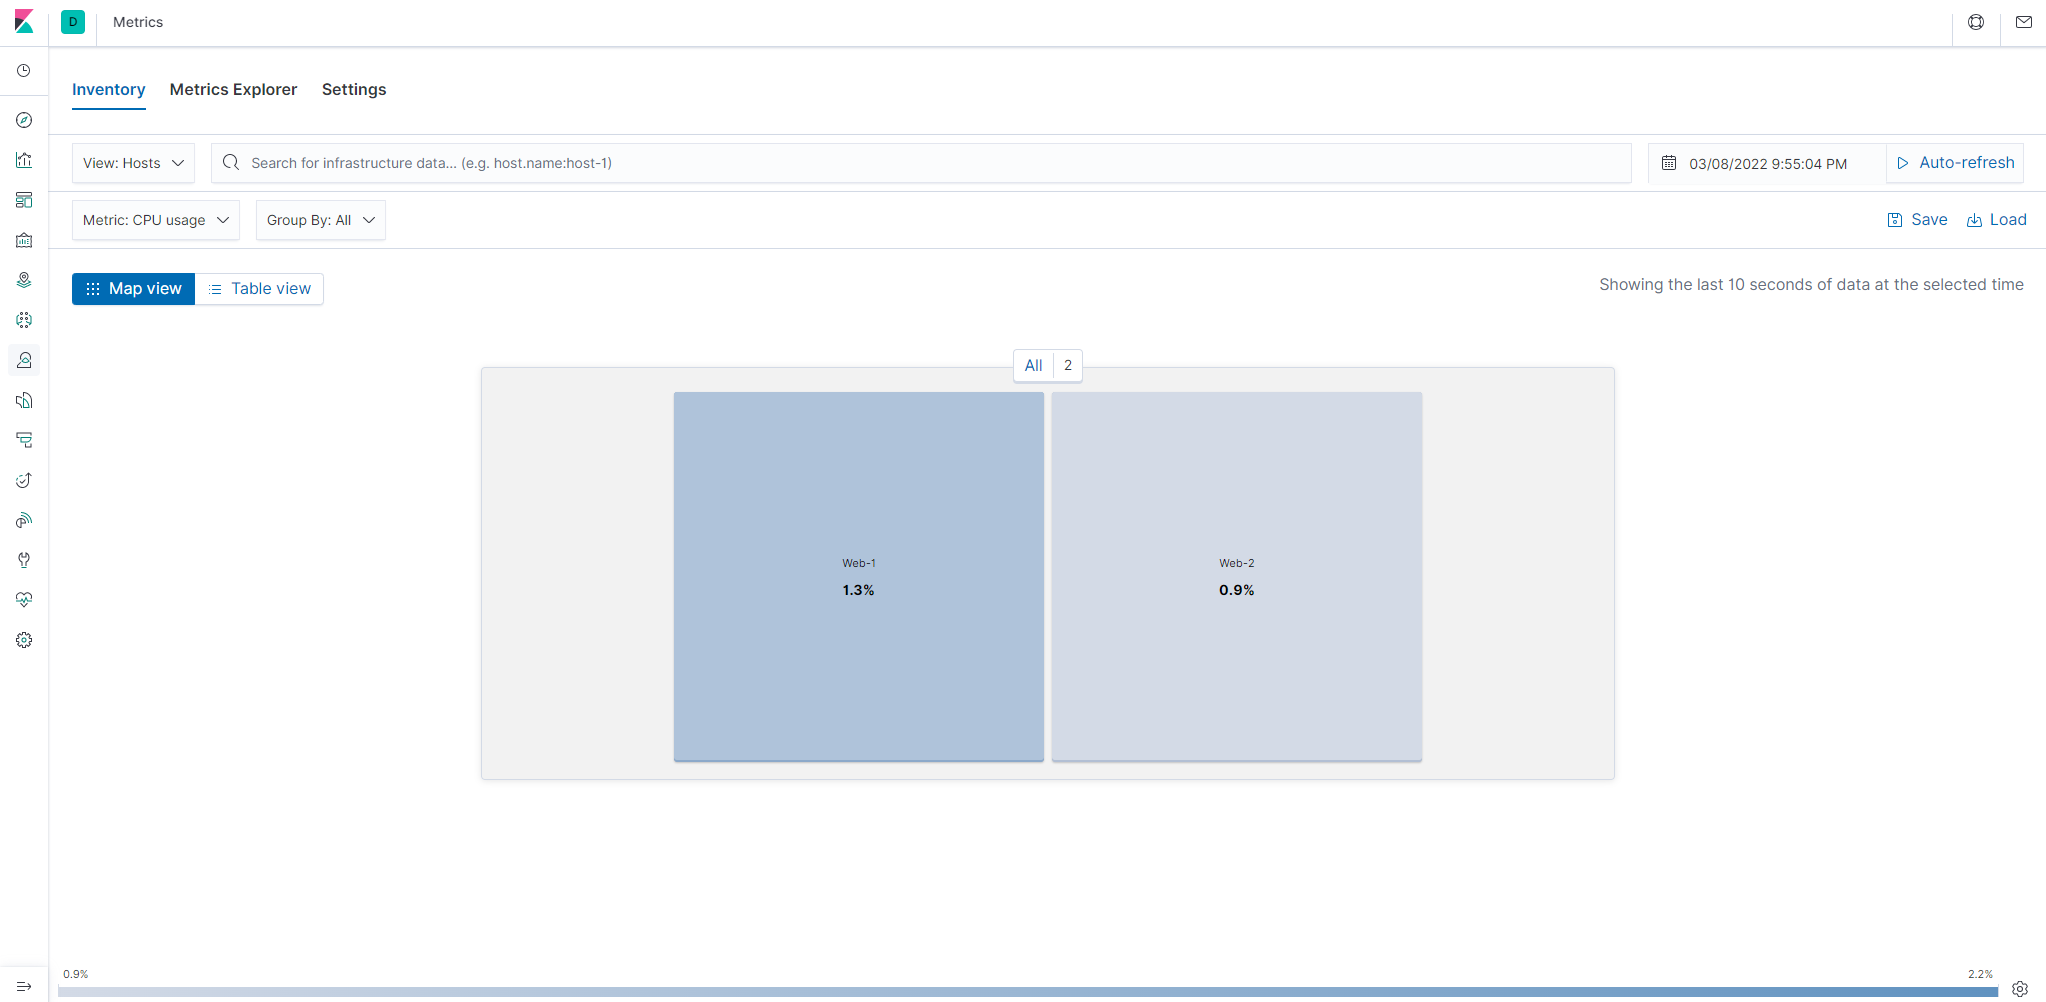 D Metrics
Inventory Metrics Explorer Settings
View: Hosts Search for infrastructure data... (e.g. host.name:host-1) 03/08/2022 9:55:04 PM Auto-refresh
Metric: CPU usage Group By: All Save Load
Map view Table view Showing the last 10 seconds of data at the selected time
All 2
Web-1 Web-2
1.3% 0.9%
0.9% 2.2%